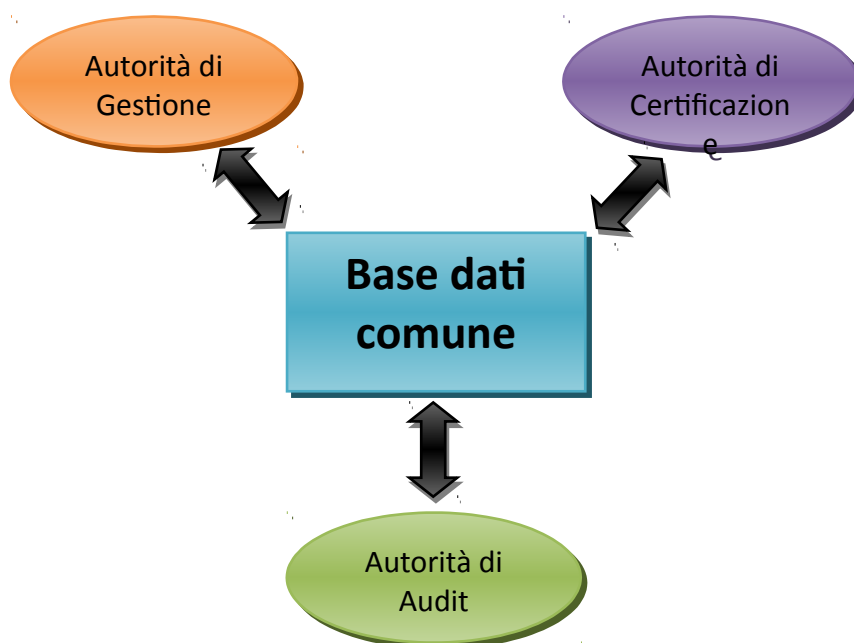 Autorità di
Gestione
Autorità di
Certificazion
e
Base dati
comune
Autorità di
Audit